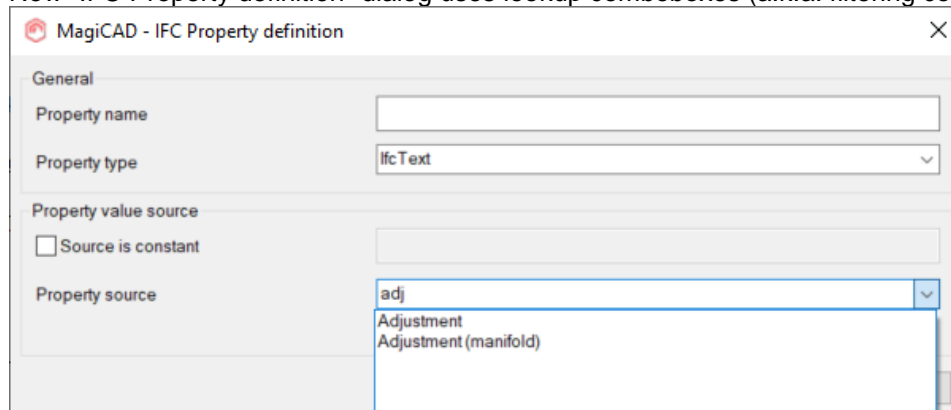 MagiCAD - IFC Property definition
General
Property name
Property type
IfcText
Property value source
Source is constant
Property source
adj
Adjustment
Adjustment (manifold)